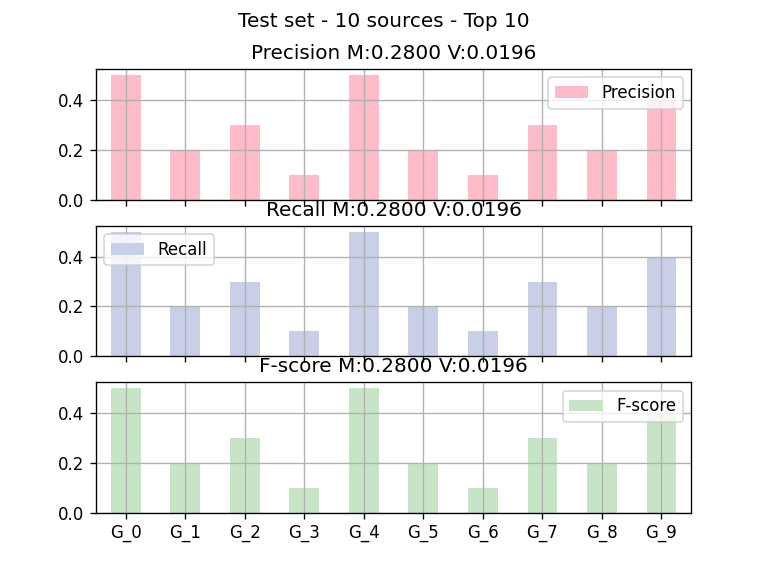 Test set - 10 sources - Top 10
Precision M:0.2800 V:0.0196
Precision
0.4
0.2
0.0
Recall M:0.2800 V:0.0196
Recall
0.4
0.2
0.0
F-score M:0.2800 V:0.0196
F-score
0.4
0.2
0.0
G_0 G_1 G_2 G_3 G_4 G_5 G_6 G_7 G_8 G_9